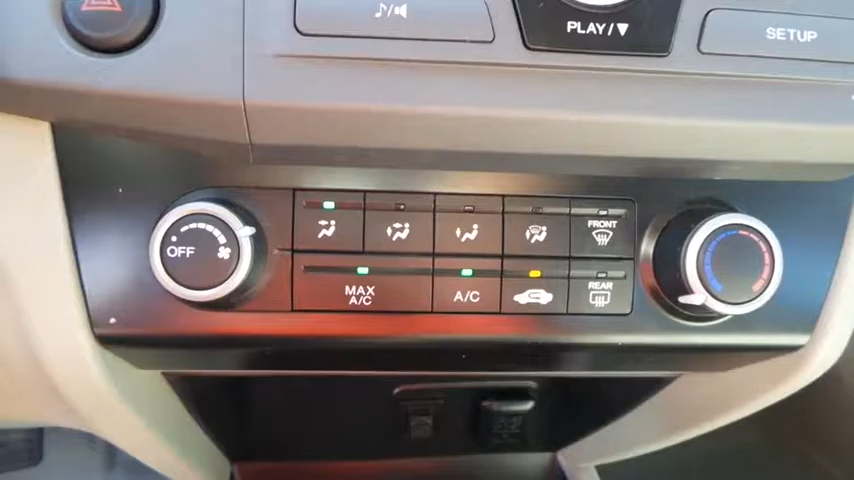 PLAY/▼
SETUP
OFF
FRONT
MAX
A/C
A/C
REAR